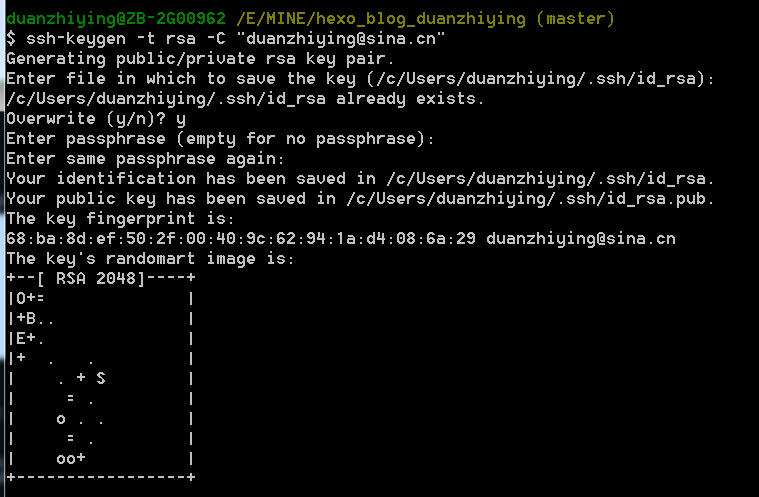 duanzhiying@ZB-2G00962 /E/MINE/hexo_blog_duanzhiying (master)
$ ssh-keygen -t rsa -C "duanzhiying@sina.cn"
Generating public/private rsa key pair.
Enter file in which to save the key (/c/Users/duanzhiying/.ssh/id_rsa):
/c/Users/duanzhiying/.ssh/id_rsa already exists.
Overwrite (y/n)? y
Enter passphrase (empty for no passphrase):
Enter same passphrase again:
Your identification has been saved in /c/Users/duanzhiying/.ssh/id_rsa.
Your public key has been saved in /c/Users/duanzhiying/.ssh/id_rsa.pub.
The key fingerprint is:
68:ba:8d:ef:50:2f:00:40:9c:62:94:1a:d4:08:6a:29 duanzhiying@sina.cn
The key's randomart image is:
+--[ RSA 2048]----+
|O+=              |
|+B..             |
|E+.              |
|+  .   .         |
|    . + S        |
|     = .         |
|    o . .        |
|     = .         |
|    oo+          |
+-----------------+